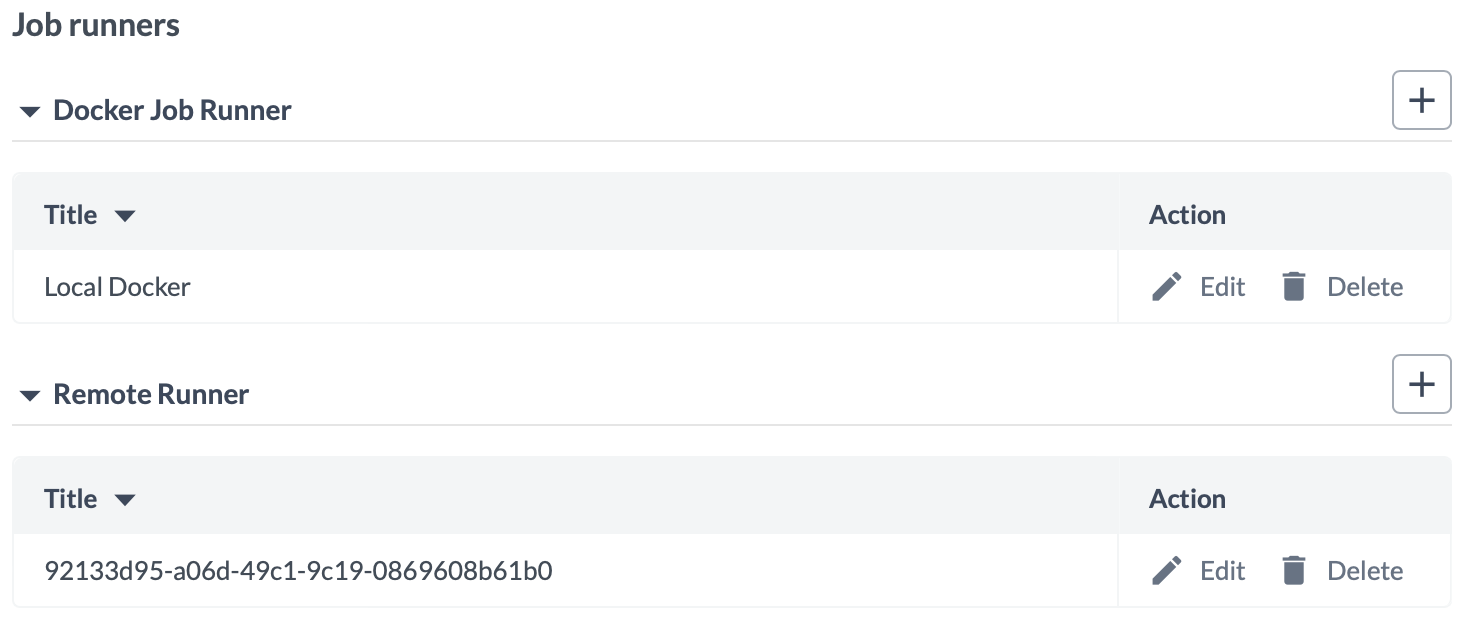 Job runners
Docker Job Runner
Title Action
Local Docker Edit Delete
Remote Runner
Title Action
92133d95-a06d-49c1-9c19-0869608b61b0 Edit Delete